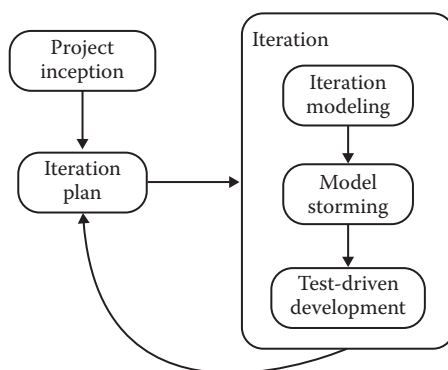 Project
inception
Iteration
plan
Iteration
Iteration
modeling
Model
storming
Test-driven
development